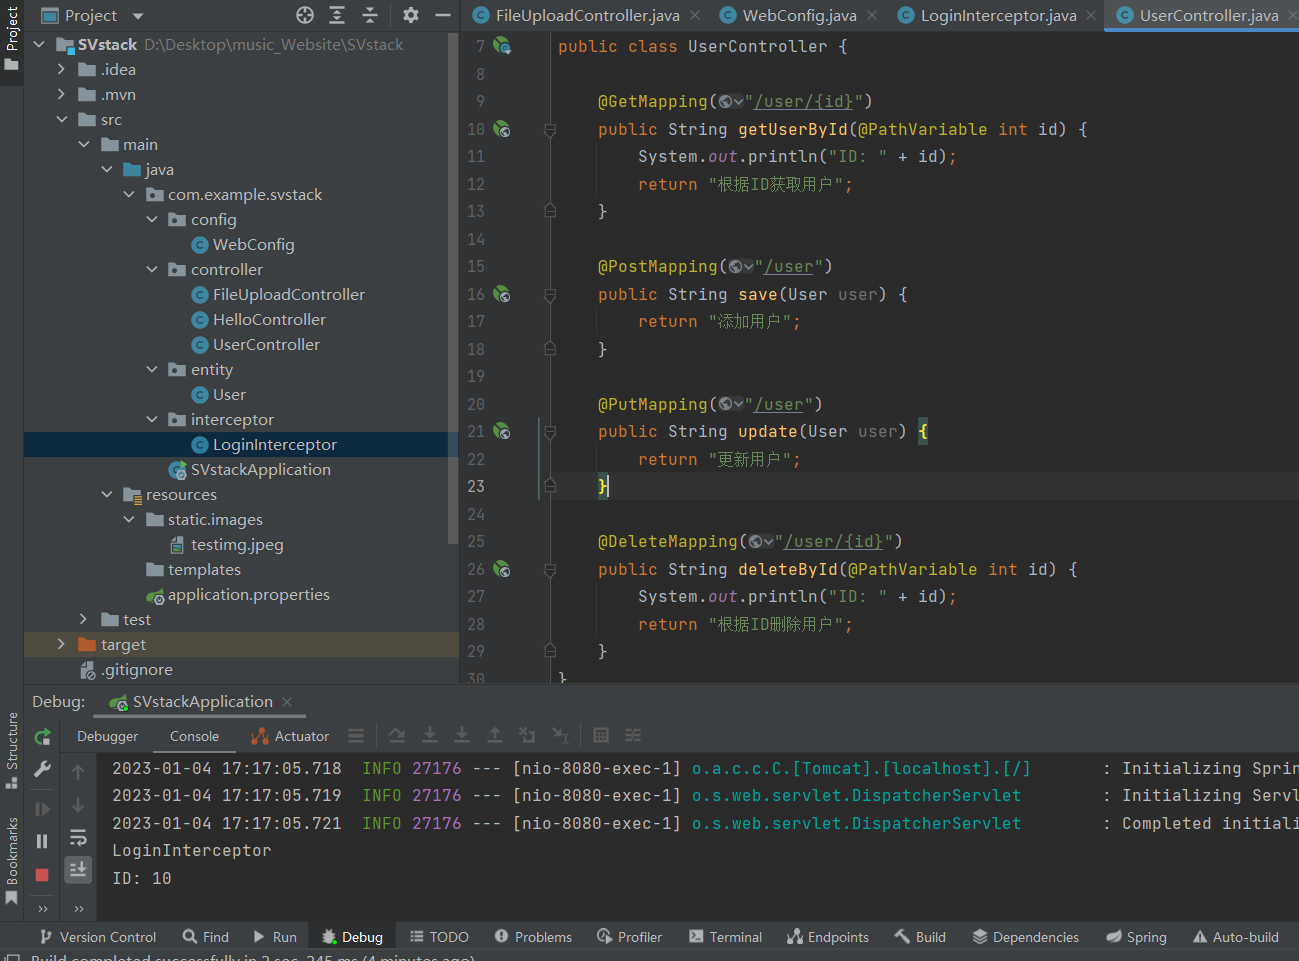 Project
FileUploadController.java
WebConfig.java
LoginInterceptor.java
UserController.java
Project
SVstack D:\Desktop\music_Website\SVstack
.idea
.mvn
src
main
java
com.example.svstack
config
WebConfig
controller
FileUploadController
HelloController
UserController
entity
User
interceptor
LoginInterceptor
SVstackApplication
resources
static.images
testimg.jpeg
templates
application.properties
test
target
.gitignore
7 public class UserController {
8
9 @GetMapping("/user/{id}")
10 public String getUserById(@PathVariable int id) {
11 System.out.println("ID: " + id);
12 return "根据ID获取用户";
13 }
14
15 @PostMapping("/user")
16 public String save(User user) {
17 return "添加用户";
18 }
19
20 @PutMapping("/user")
21 public String update(User user) {
22 return "更新用户";
23 }
24
25 @DeleteMapping("/user/{id}")
26 public String deleteById(@PathVariable int id) {
27 System.out.println("ID: " + id);
28 return "根据ID删除用户";
29 }
30 }
Structure
Bookmarks
Debug: SVstackApplication
Debugger Console Actuator
2023-01-04 17:17:05.718 INFO 27176 --- [nio-8080-exec-1] o.a.c.c.C.[Tomcat].[localhost].[/] : Initializing Sprin
2023-01-04 17:17:05.719 INFO 27176 --- [nio-8080-exec-1] o.s.web.servlet.DispatcherServlet : Initializing Servl
2023-01-04 17:17:05.721 INFO 27176 --- [nio-8080-exec-1] o.s.web.servlet.DispatcherServlet : Completed initiali
LoginInterceptor
ID: 10
Version Control Find Run Debug TODO Problems Profiler Terminal Endpoints Build Dependencies Spring Auto-build
Build completed successfully in 2 sec, 245 ms (4 minutes ago)